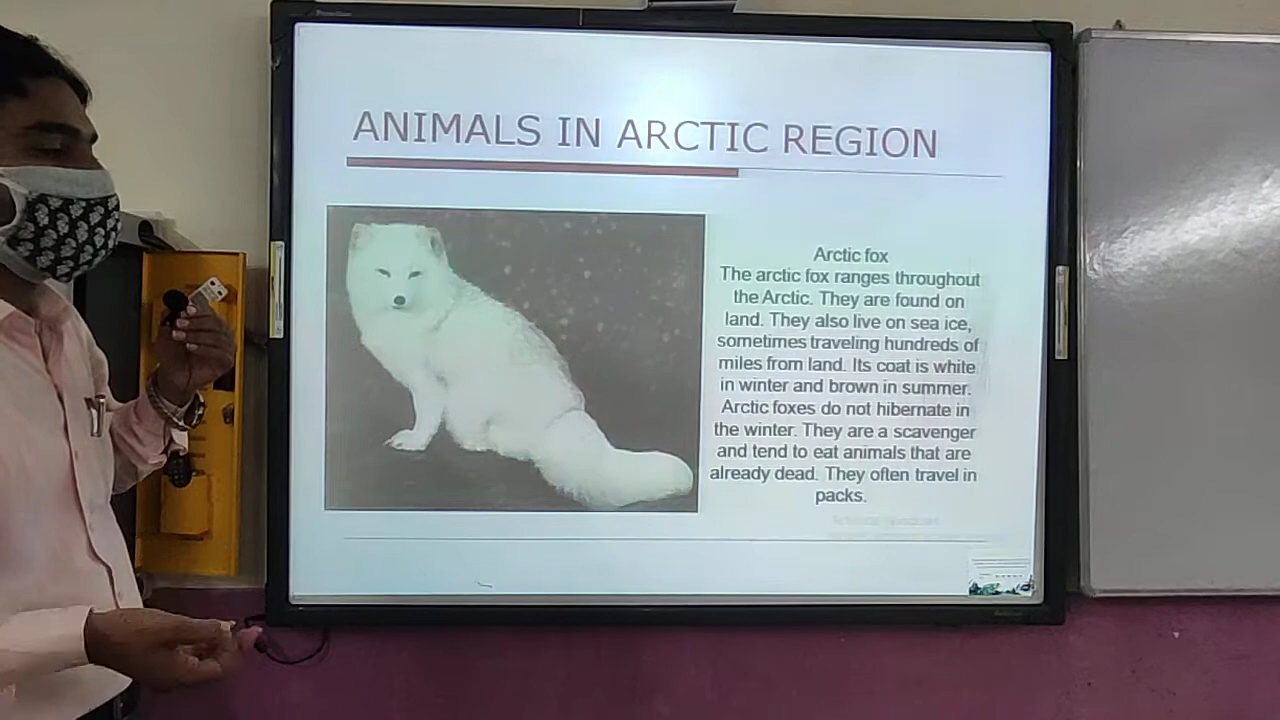 ANIMALS IN ARCTIC REGION
Arctic fox
The arctic fox ranges throughout
the Arctic. They are found on
land. They also live on sea ice,
sometimes traveling hundreds of
miles from land. Its coat is white
in winter and brown in summer.
Arctic foxes do not hibernate in
the winter. They are a scavenger
and tend to eat animals that are
already dead. They often travel in
packs.